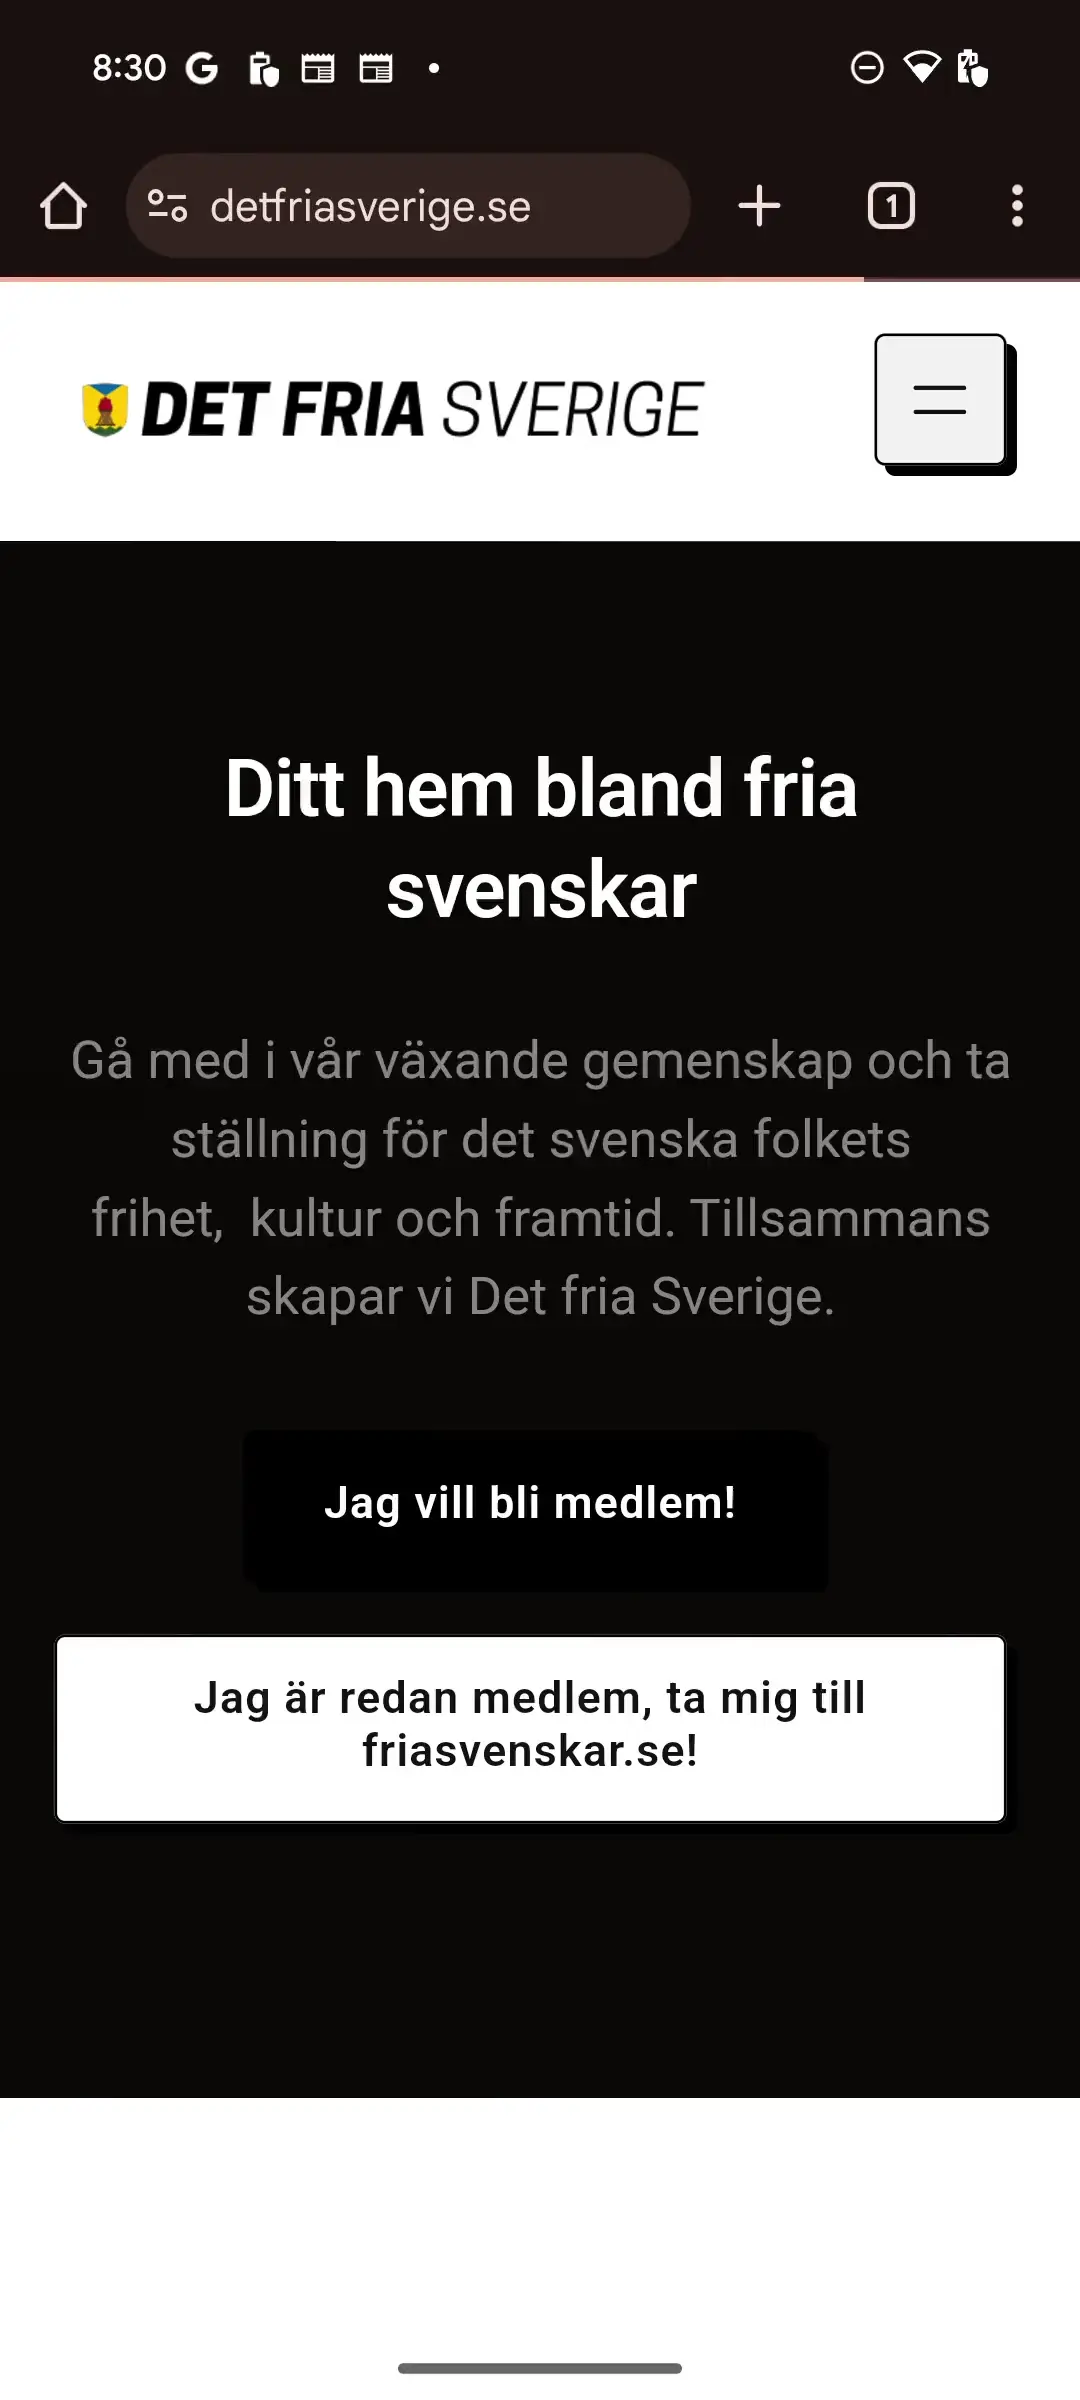 8:30
detfriasverige.se
1
DET FRIA SVERIGE
Ditt hem bland fria
svenskar
Gå med i vår växande gemenskap och ta
ställning för det svenska folkets
frihet,  kultur och framtid. Tillsammans
skapar vi Det fria Sverige.
Jag vill bli medlem!
Jag är redan medlem, ta mig till
friasvenskar.se!